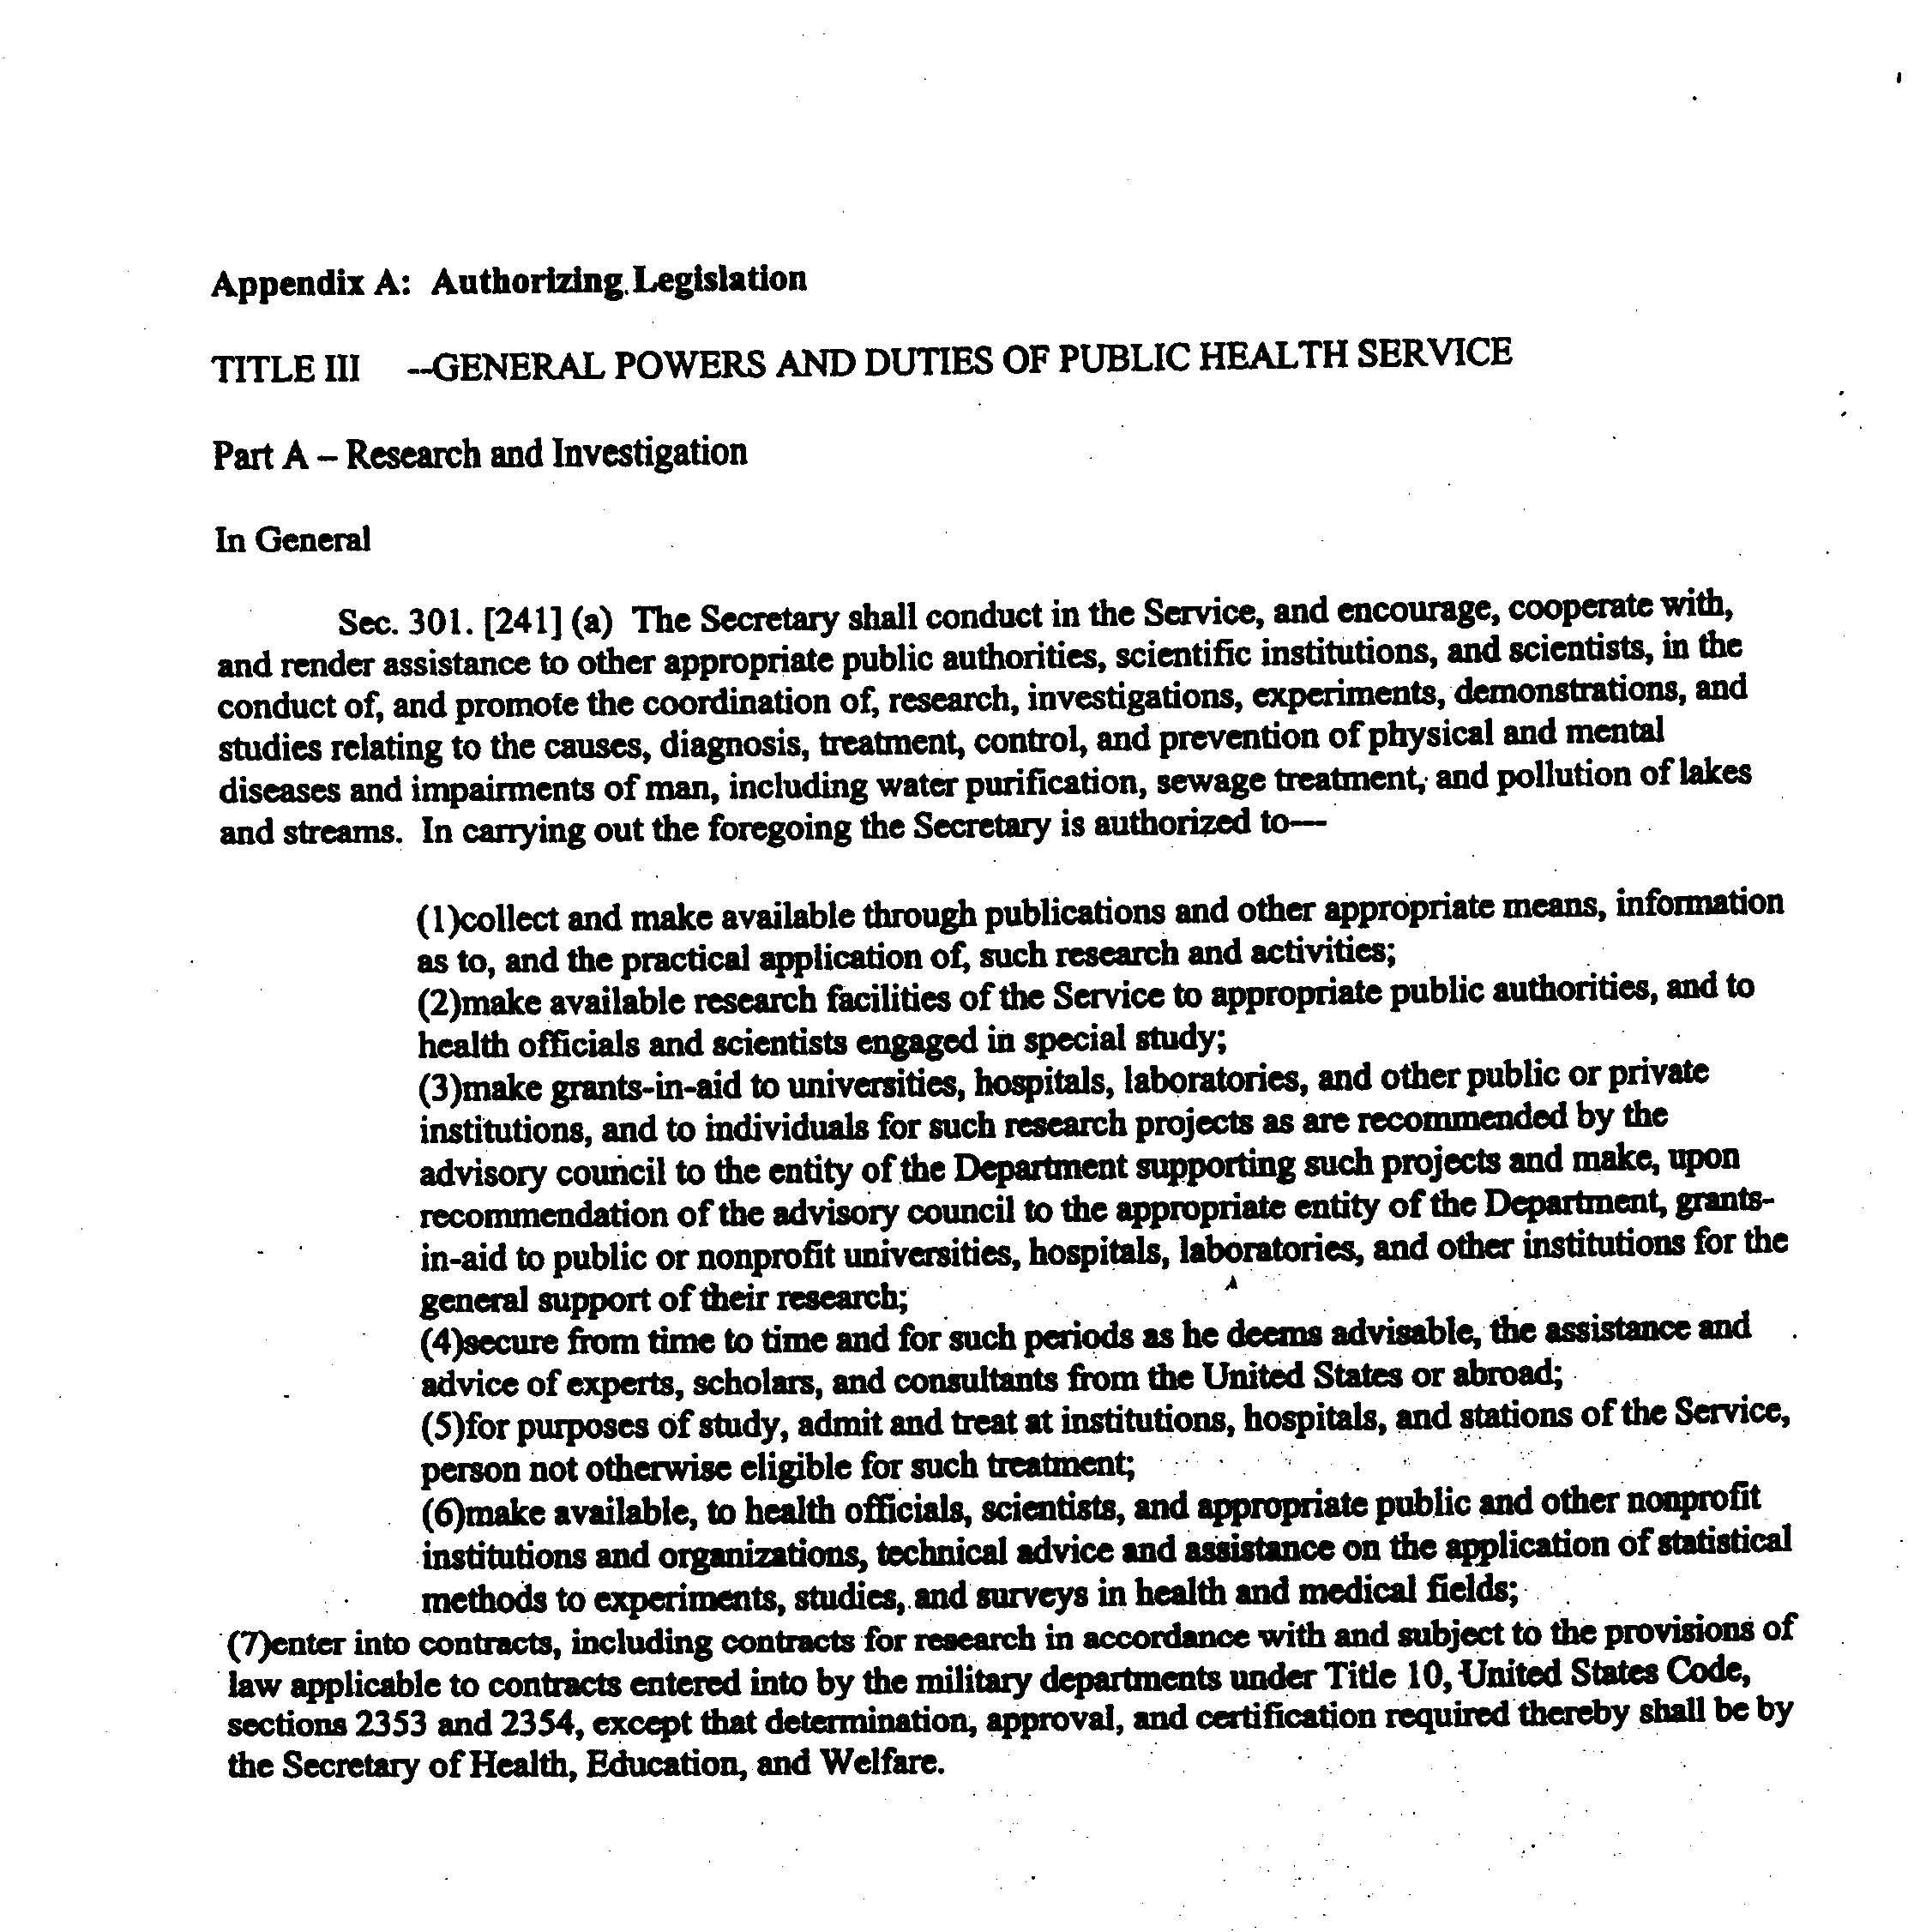 Appendix A: Authorizing Legislation
TITLE III --GENERAL POWERS AND DUTIES OF PUBLIC HEALTH SERVICE
Part A – Research and Investigation
In General
Sec. 301. [241] (a) The Secretary shall conduct in the Service, and encourage, cooperate with,
and render assistance to other appropriate public authorities, scientific institutions, and scientists, in the
conduct of, and promote the coordination of, research, investigations, experiments, demonstrations, and
studies relating to the causes, diagnosis, treatment, control, and prevention of physical and mental
diseases and impairments of man, including water purification, sewage treatment, and pollution of lakes
and streams. In carrying out the foregoing the Secretary is authorized to—
(1)collect and make available through publications and other appropriate means, information
as to, and the practical application of, such research and activities;
(2)make available research facilities of the Service to appropriate public authorities, and to
health officials and scientists engaged in special study;
(3)make grants-in-aid to universities, hospitals, laboratories, and other public or private
institutions, and to individuals for such research projects as are recommended by the
advisory council to the entity of the Department supporting such projects and make, upon
recommendation of the advisory council to the appropriate entity of the Department, grants-
in-aid to public or nonprofit universities, hospitals, laboratories, and other institutions for the
general support of their research;
(4)secure from time to time and for such periods as he deems advisable, the assistance and
advice of experts, scholars, and consultants from the United States or abroad;
(5)for purposes of study, admit and treat at institutions, hospitals, and stations of the Service,
person not otherwise eligible for such treatment;
(6)make available, to health officials, scientists, and appropriate public and other nonprofit
institutions and organizations, technical advice and assistance on the application of statistical
methods to experiments, studies, and surveys in health and medical fields;
(7)enter into contracts, including contracts for research in accordance with and subject to the provisions of
law applicable to contracts entered into by the military departments under Title 10, United States Code,
sections 2353 and 2354, except that determination, approval, and certification required thereby shall be by
the Secretary of Health, Education, and Welfare.